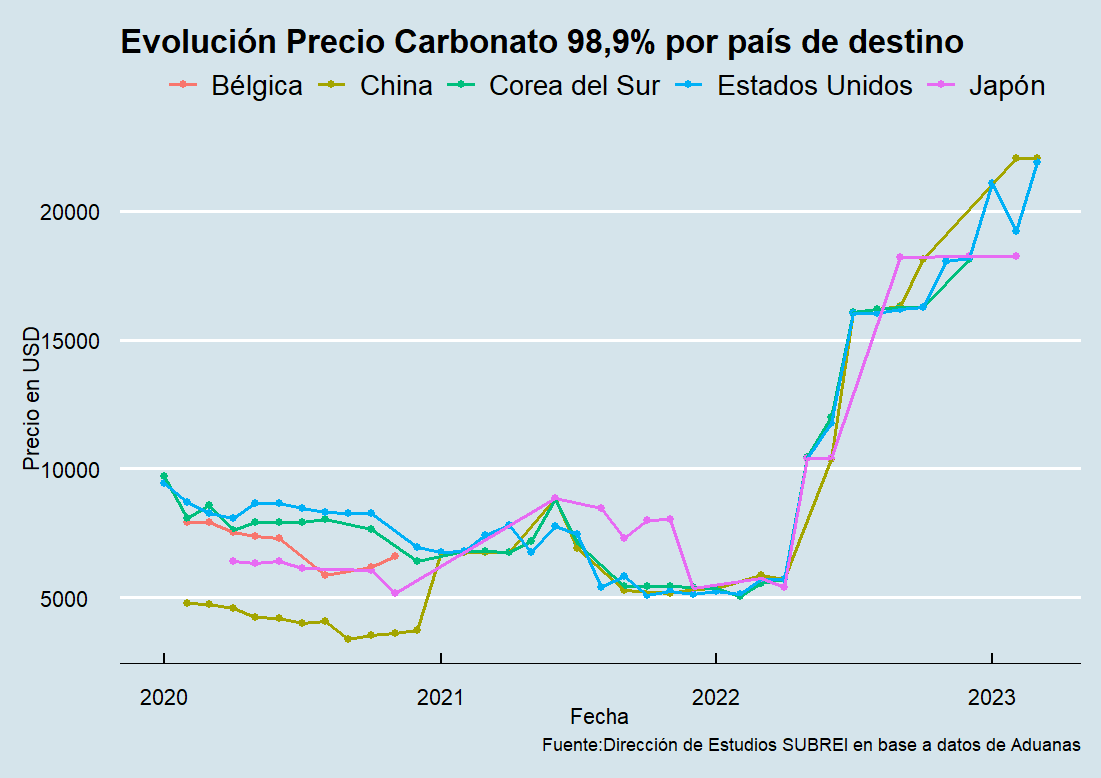 Evolución Precio Carbonato 98,9% por país de destino
Bélgica China Corea del Sur Estados Unidos Japón
20000
15000
10000
5000
Precio en USD
2020 2021 2022 2023
Fecha
Fuente:Dirección de Estudios SUBREI en base a datos de Aduanas